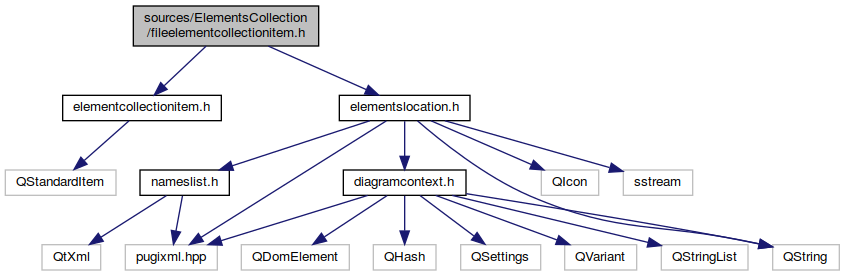 sources/ElementsCollection
/fileelementcollectionitem.h
elementcollectionitem.h
elementslocation.h
QStandardItem
nameslist.h
diagramcontext.h
QIcon
sstream
QtXml
pugixml.hpp
QDomElement
QHash
QSettings
QVariant
QStringList
QString